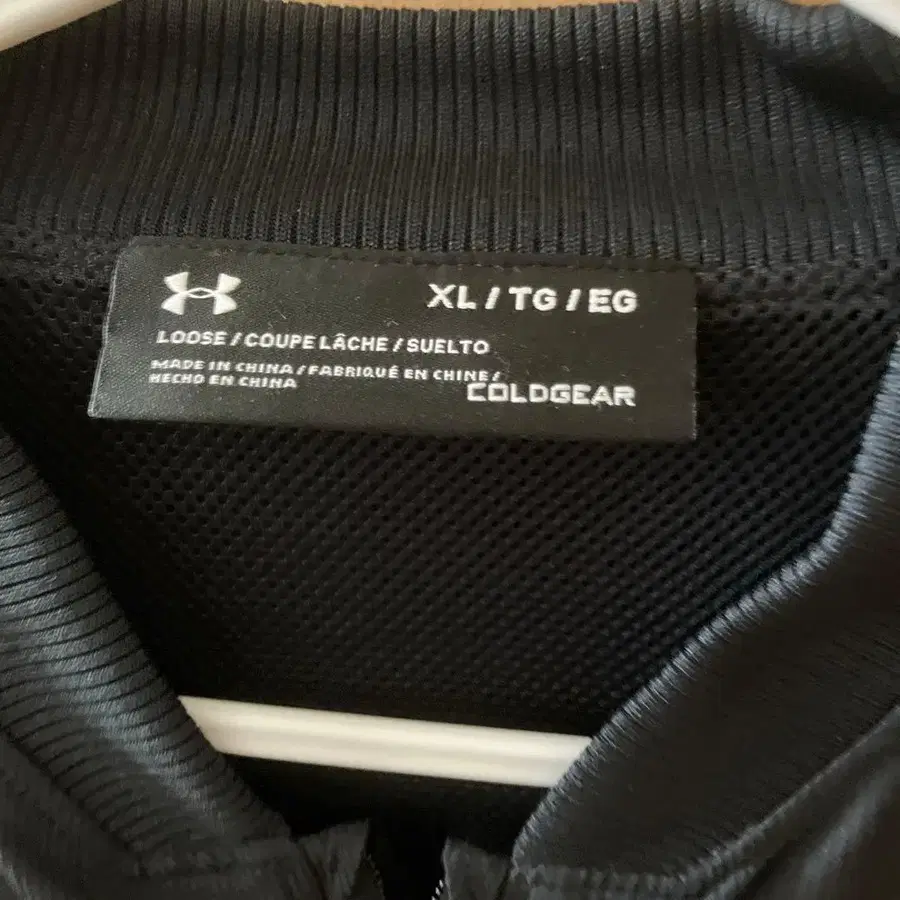 XL / TG / EG
LOOSE / COUPE LÂCHE / SUELTO
MADE IN CHINA / FABRIQUÉ EN CHINE /
HECHO EN CHINA
COLDGEAR